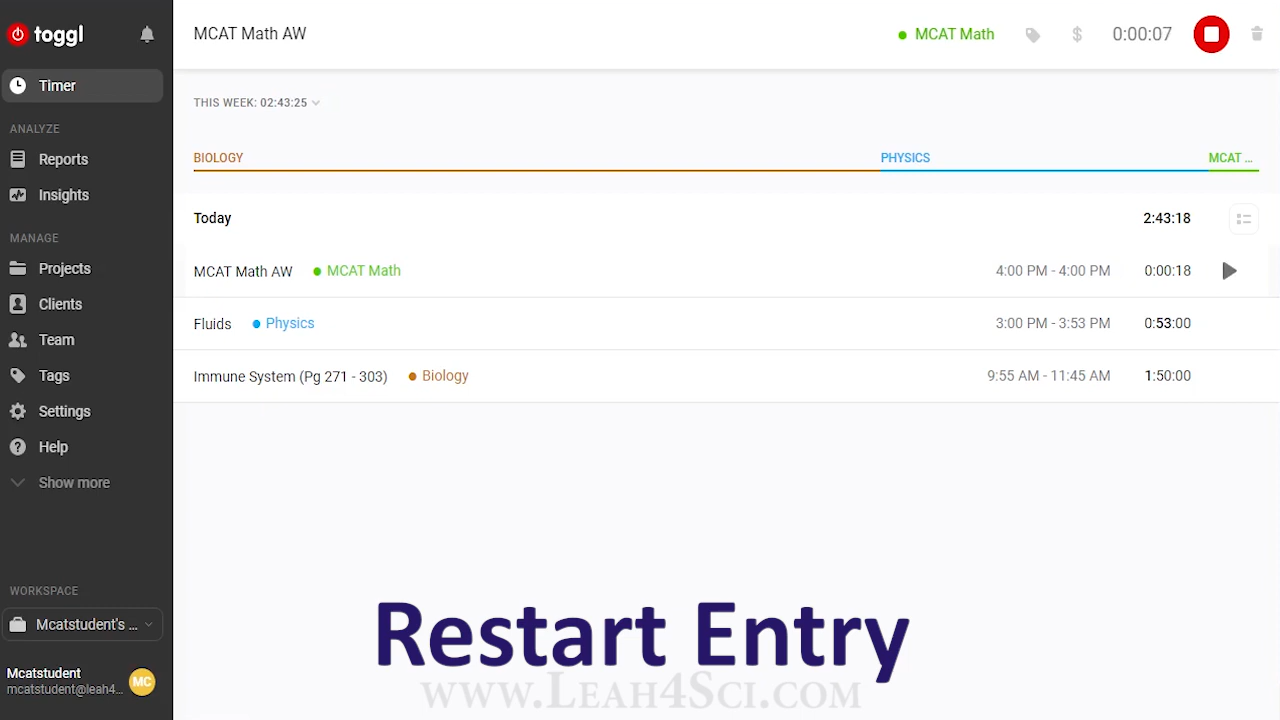 toggl
Timer
ANALYZE
Reports
Insights
MANAGE
Projects
Clients
Team
Tags
Settings
Help
Show more
WORKSPACE
Mcatstudent's ...
Mcatstudent
mcatstudent@leah4...
MC
MCAT Math AW
MCAT Math
$
0:00:07
THIS WEEK: 02:43:25
BIOLOGY PHYSICS MCAT ...
Today 2:43:18
MCAT Math AW MCAT Math 4:00 PM - 4:00 PM 0:00:18
Fluids Physics 3:00 PM - 3:53 PM 0:53:00
Immune System (Pg 271 - 303) Biology 9:55 AM - 11:45 AM 1:50:00
Restart Entry
www.Leah4Sci.com